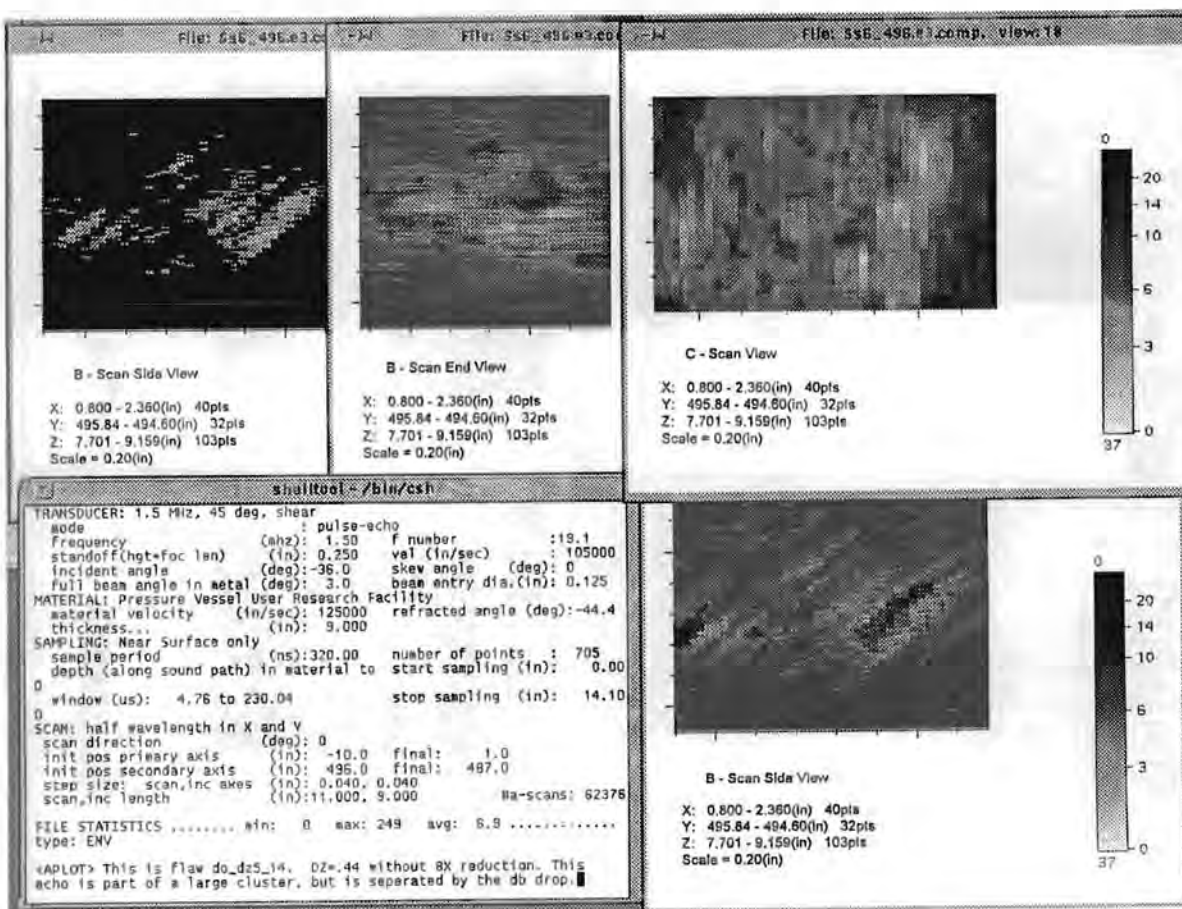 File: Ss6_496.e3.co
File: Ss6_496.e3.co
File: Ss6_496.e3.comp. view:18
B - Scan Side View
X: 0.800 - 2.360(in) 40pts
Y: 495.84 - 494.60(in) 32pts
Z: 7.701 - 9.159(in) 103pts
Scale = 0.20(in)
B - Scan End View
X: 0.800 - 2.360(in) 40pts
Y: 495.84 - 494.60(in) 32pts
Z: 7.701 - 9.159(in) 103pts
Scale = 0.20(in)
C - Scan View
X: 0.800 - 2.360(in) 40pts
Y: 495.84 - 494.60(in) 32pts
Z: 7.701 - 9.159(in) 103pts
Scale = 0.20(in)
0
20
14
10
6
3
0
37
shelltool - /bin/csh
TRANSDUCER: 1.5 MHz, 45 deg, shear
mode : pulse-echo
frequency (mhz): 1.50 f number :19.1
standoff(hgt+foc len) (in): 0.250 vel (in/sec) : 105000
incident angle (deg):-36.0 skew angle (deg): 0
full beam angle in metal (deg): 3.0 beam entry dia.(in): 0.125
MATERIAL: Pressure Vessel User Research Facility
material velocity (in/sec): 125000 refracted angle (deg):-44.4
thickness... (in): 9.000
SAMPLING: Near Surface only
sample period (ns):320.00 number of points : 705
depth (along sound path) in material to start sampling (in): 0.00
0
window (us): 4.76 to 230.04 stop sampling (in): 14.10
0
SCAN: half wavelength in X and Y
scan direction (deg): 0
init pos primary axis (in): -10.0 final: 1.0
init pos secondary axis (in): 496.0 final: 487.0
step size: scan,inc axes (in): 0.040, 0.040
scan,inc length (in):11.000, 9.000 #a-scans: 62376
FILE STATISTICS ........ min: 0 max: 249 avg: 6.9 .............
type: ENV
<APLOT> This is flaw do_dz5_14. DZ=.44 without 8X reduction. This
echo is part of a large cluster, but is seperated by the db drop.
0
20
14
10
6
3
0
37
B - Scan Side View
X: 0.800 - 2.360(in) 40pts
Y: 495.84 - 494.60(in) 32pts
Z: 7.701 - 9.159(in) 103pts
Scale = 0.20(in)